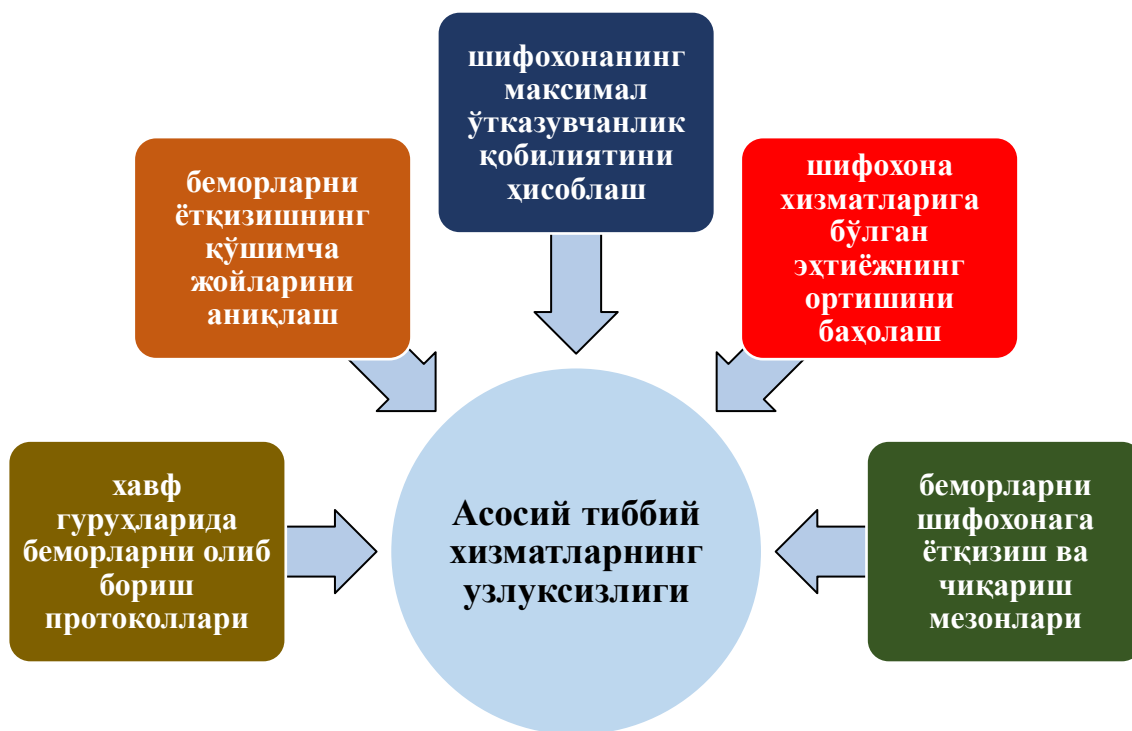 шифохонанинг
максимал
ўтказувчанлик
қобилиятини
ҳисоблаш
беморларни
ётқизишнинг
қўшимча
жойларини
аниқлаш
шифохона
хизматларига
бўлган
эҳтиёжнинг
ортишини
баҳолаш
хавф
гуруҳларида
беморларни олиб
бориш
протоколлари
Асосий тиббий
хизматларнинг
узлуксизлиги
беморларни
шифохонага
ётқизиш ва
чиқариш
мезонлари